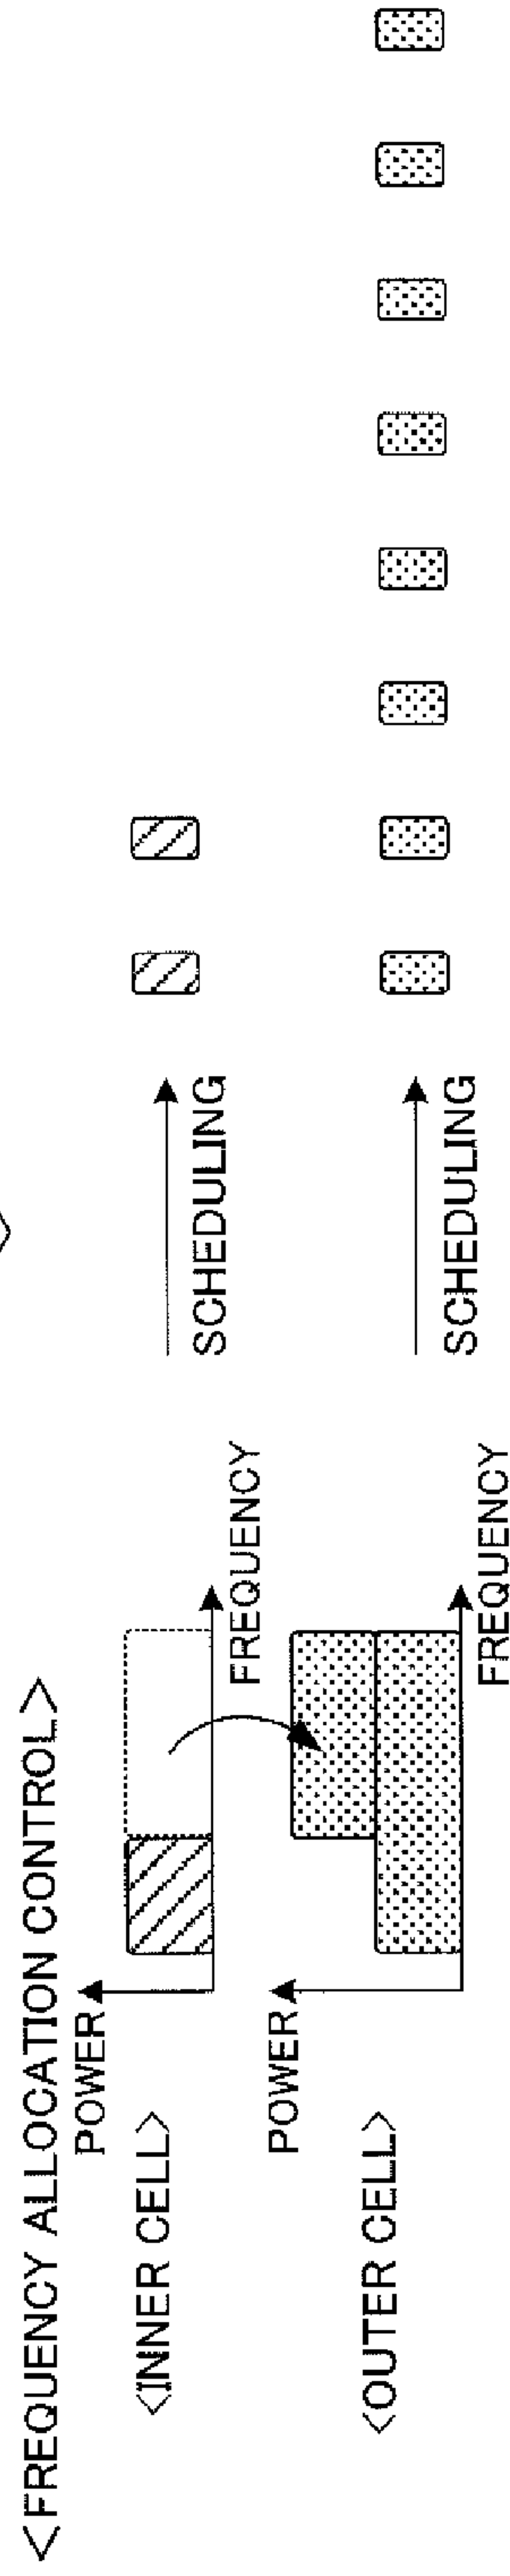 <FREQUENCY ALLOCATION CONTROL>
POWER
<INNER CELL>
FREQUENCY
SCHEDULING
POWER
<OUTER CELL>
FREQUENCY
SCHEDULING